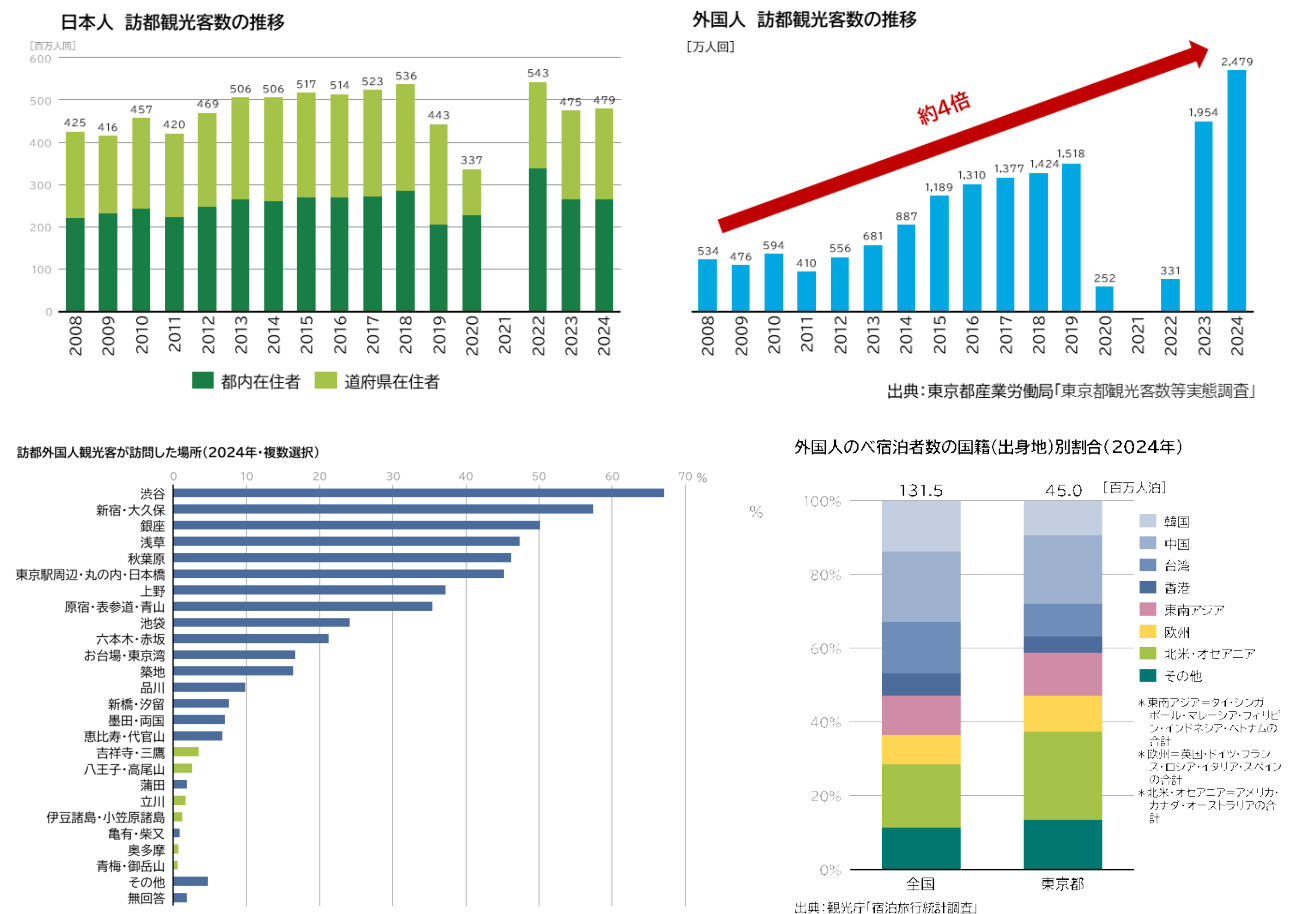 日本人 訪都観光客数の推移
[百万人回]
600
500
400
300
200
100
0
425
416
457
420
469
506
506
517
514
523
536
443
337
543
475
479
2008
2009
2010
2011
2012
2013
2014
2015
2016
2017
2018
2019
2020
2021
2022
2023
2024
都内在住者
道府県在住者
外国人 訪都観光客数の推移
[万人回]
約4倍
534
476
594
410
556
681
887
1,189
1,310
1,377
1,424
1,518
252
331
1,954
2,479
2008
2009
2010
2011
2012
2013
2014
2015
2016
2017
2018
2019
2020
2021
2022
2023
2024
出典：東京都産業労働局「東京都観光客数等実態調査」
訪都外国人観光客が訪問した場所（2024年・複数選択）
0 10 20 30 40 50 60 70 %
渋谷
新宿・大久保
銀座
浅草
秋葉原
東京駅周辺・丸の内・日本橋
上野
原宿・表参道・青山
池袋
六本木・赤坂
お台場・東京湾
築地
品川
新橋・汐留
墨田・両国
恵比寿・代官山
吉祥寺・三鷹
八王子・高尾山
蒲田
立川
伊豆諸島・小笠原諸島
亀有・柴又
奥多摩
青梅・御岳山
その他
無回答
外国人のべ宿泊者数の国籍（出身地）別割合（2024年）
%
131.5
45.0
[百万人泊]
100%
80%
60%
40%
20%
0%
全国
東京都
韓国
中国
台湾
香港
東南アジア
欧州
北米・オセアニア
その他
＊東南アジア＝タイ・シンガ
ポール・マレーシア・フィリピ
ン・インドネシア・ベトナムの
合計
＊欧州＝英国・ドイツ・フラン
ス・ロシア・イタリア・スペイン
の合計
＊北米・オセアニア＝アメリカ・
カナダ・オーストラリアの合
計
出典：観光庁「宿泊旅行統計調査」